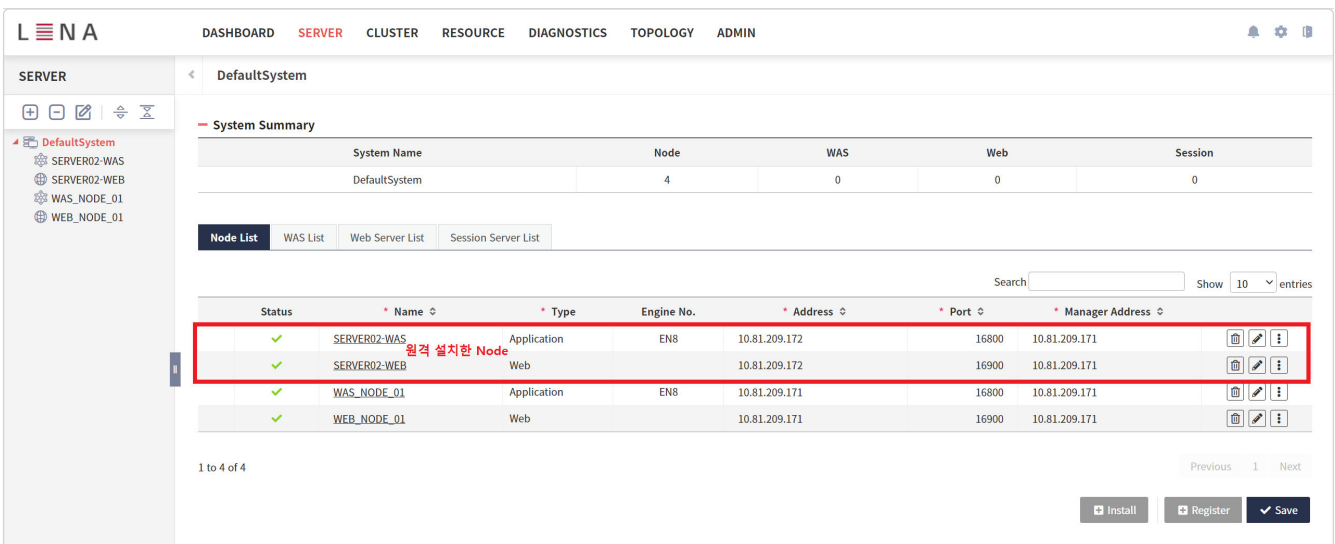 LENA
DASHBOARD SERVER CLUSTER RESOURCE DIAGNOSTICS TOPOLOGY ADMIN
SERVER
DefaultSystem
DefaultSystem
SERVER02-WAS
SERVER02-WEB
WAS_NODE_01
WEB_NODE_01
System Summary
System Name Node WAS Web Session
DefaultSystem 4 0 0 0
Node List WAS List Web Server List Session Server List
Search Show 10 entries
Status * Name * Type Engine No. * Address * Port * Manager Address
SERVER02-WAS Application EN8 10.81.209.172 16800 10.81.209.171
원격 설치한 Node
SERVER02-WEB Web 10.81.209.172 16900 10.81.209.171
WAS_NODE_01 Application EN8 10.81.209.171 16800 10.81.209.171
WEB_NODE_01 Web 10.81.209.171 16900 10.81.209.171
1 to 4 of 4
Previous 1 Next
Install Register Save